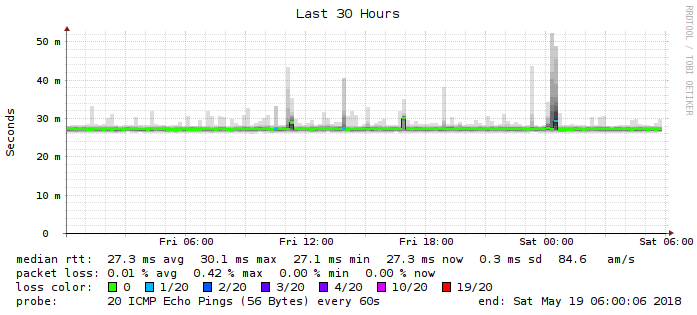 Last 30 Hours
RRDTOOL / TOBI OETIKER
Seconds
50 m
40 m
30 m
20 m
10 m
0
Fri 06:00 Fri 12:00 Fri 18:00 Sat 00:00 Sat 06:00
median rtt: 27.3 ms avg 30.1 ms max 27.1 ms min 27.3 ms now 0.3 ms sd 84.6 am/s
packet loss: 0.01 % avg 0.42 % max 0.00 % min 0.00 % now
loss color: 0 1/20 2/20 3/20 4/20 10/20 19/20
probe: 20 ICMP Echo Pings (56 Bytes) every 60s end: Sat May 19 06:00:06 2018